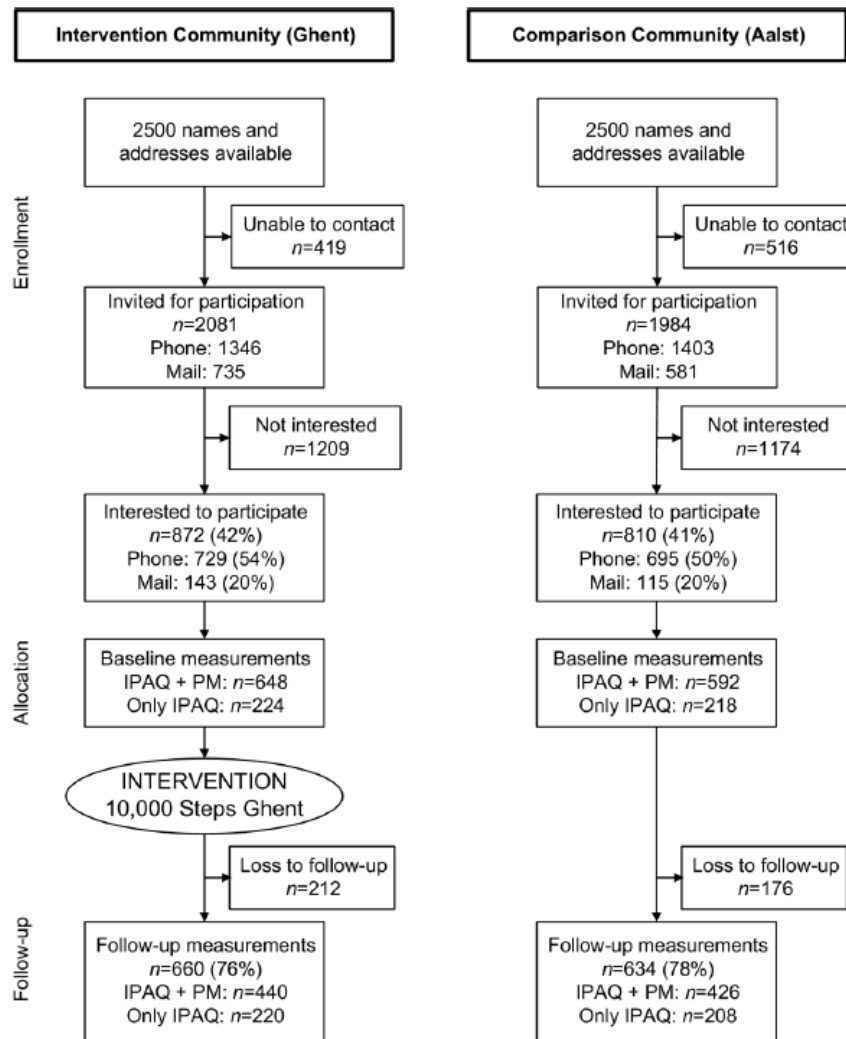 Intervention Community (Ghent)
2500 names and
addresses available
Unable to contact
n=419
Invited for participation
n=2081
Phone: 1346
Mail: 735
Not interested
n=1209
Interested to participate
n=872 (42%)
Phone: 729 (54%)
Mail: 143 (20%)
Baseline measurements
IPAQ + PM: n=648
Only IPAQ: n=224
INTERVENTION
10,000 Steps Ghent
Loss to follow-up
n=212
Follow-up measurements
n=660 (76%)
IPAQ + PM: n=440
Only IPAQ: n=220
Comparison Community (Aalst)
2500 names and
addresses available
Unable to contact
n=516
Invited for participation
n=1984
Phone: 1403
Mail: 581
Not interested
n=1174
Interested to participate
n=810 (41%)
Phone: 695 (50%)
Mail: 115 (20%)
Baseline measurements
IPAQ + PM: n=592
Only IPAQ: n=218
Loss to follow-up
n=176
Follow-up measurements
n=634 (78%)
IPAQ + PM: n=426
Only IPAQ: n=208
Enrollment
Allocation
Follow-up